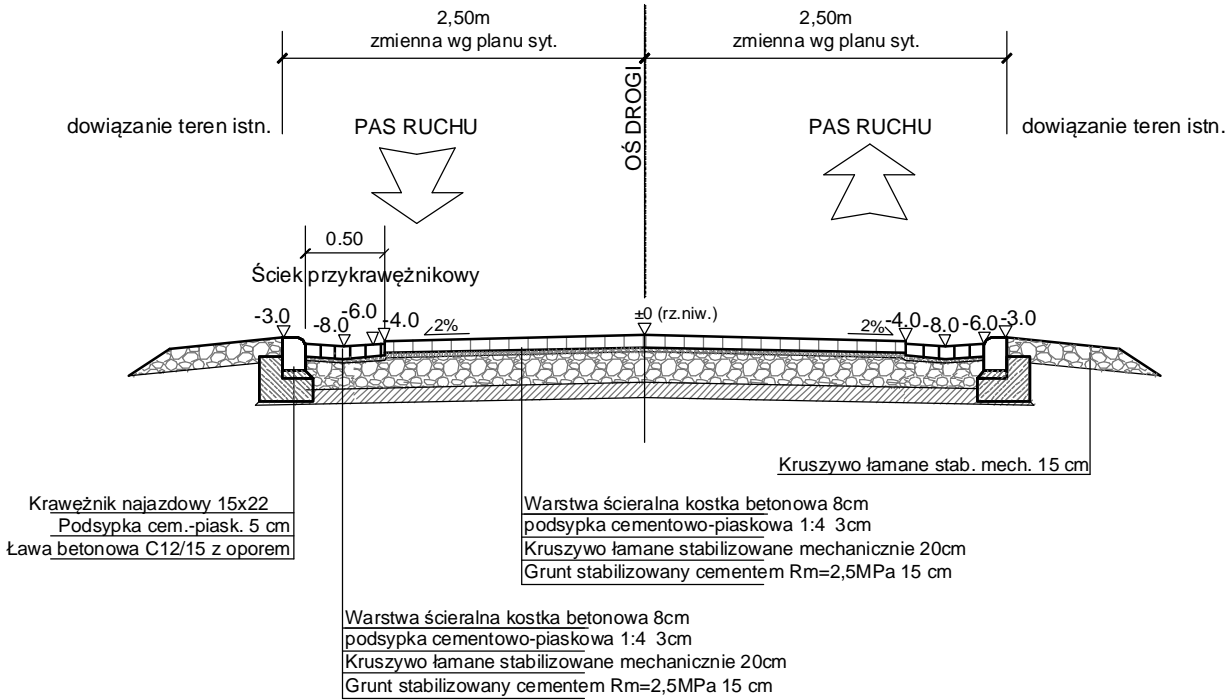 2,50m
zmienna wg planu syt.
2,50m
zmienna wg planu syt.
OŚ DROGI
dowiązanie teren istn.
PAS RUCHU
PAS RUCHU
dowiązanie teren istn.
0.50
Ściek przykrawężnikowy
-3.0
-8.0
-6.0
-4.0
2%
±0 (rz.niw.)
2%
-4.0
-8.0
-6.0
-3.0
Kruszywo łamane stab. mech. 15 cm
Krawężnik najazdowy 15x22
Podsypka cem.-piask. 5 cm
Ława betonowa C12/15 z oporem
Warstwa ścieralna kostka betonowa 8cm
podsypka cementowo-piaskowa 1:4 3cm
Kruszywo łamane stabilizowane mechanicznie 20cm
Grunt stabilizowany cementem Rm=2,5MPa 15 cm
Warstwa ścieralna kostka betonowa 8cm
podsypka cementowo-piaskowa 1:4 3cm
Kruszywo łamane stabilizowane mechanicznie 20cm
Grunt stabilizowany cementem Rm=2,5MPa 15 cm